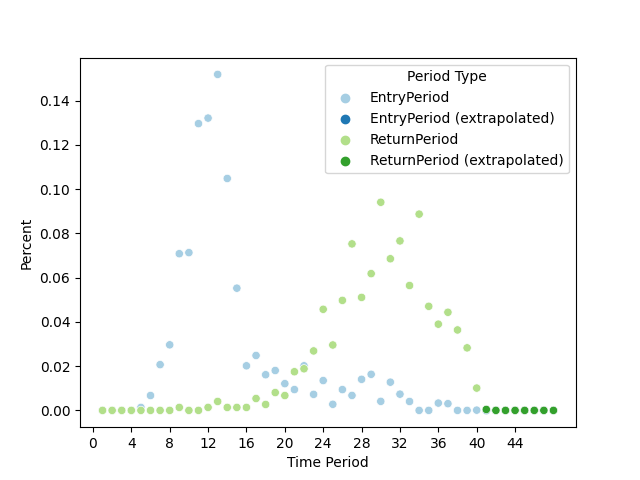 Period Type
EntryPeriod
EntryPeriod (extrapolated)
ReturnPeriod
ReturnPeriod (extrapolated)
Percent
0.14
0.12
0.10
0.08
0.06
0.04
0.02
0.00
0 4 8 12 16 20 24 28 32 36 40 44
Time Period